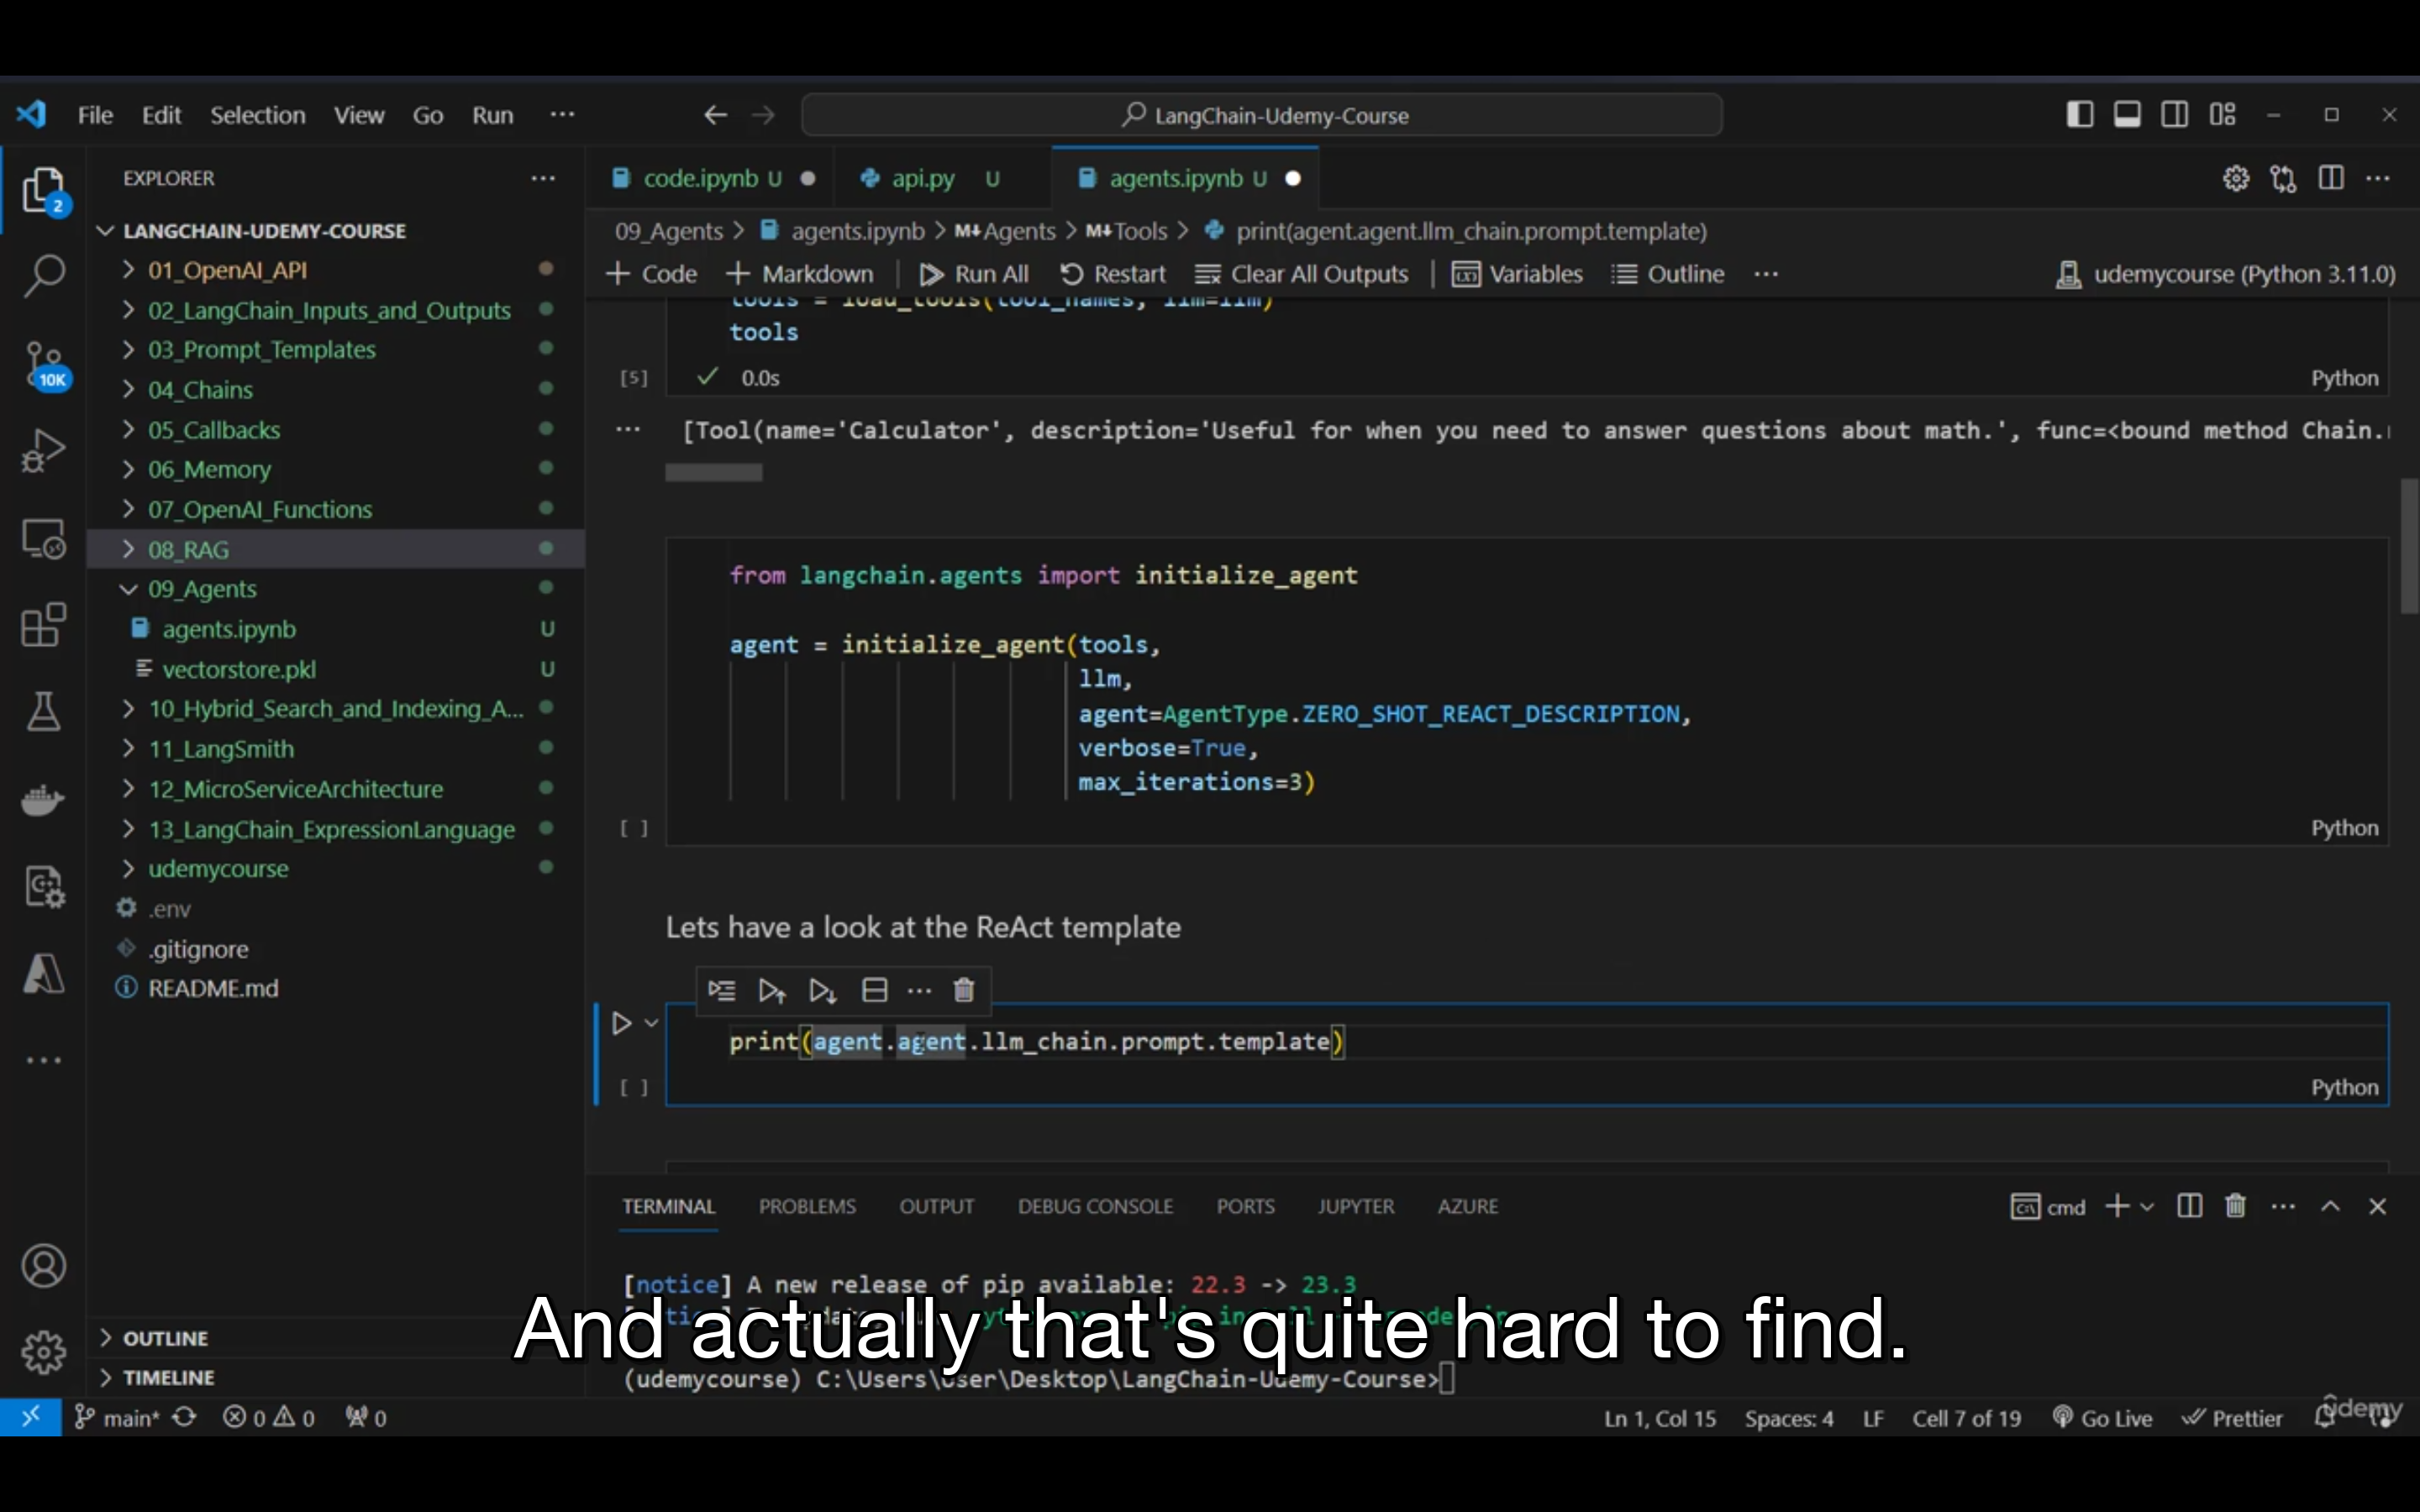 File Edit Selection View Go Run ··· LangChain-Udemy-Course
EXPLORER ···
2
10K
LANGCHAIN-UDEMY-COURSE
01_OpenAI_API
02_LangChain_Inputs_and_Outputs
03_Prompt_Templates
04_Chains
05_Callbacks
06_Memory
07_OpenAI_Functions
08_RAG
09_Agents
agents.ipynb U
vectorstore.pkl U
10_Hybrid_Search_and_Indexing_A...
11_LangSmith
12_MicroServiceArchitecture
13_LangChain_ExpressionLanguage
udemycourse
.env
.gitignore
README.md
OUTLINE
TIMELINE
code.ipynb U api.py U agents.ipynb U
09_Agents > agents.ipynb > M↓Agents > M↓Tools > print(agent.agent.llm_chain.prompt.template)
+ Code + Markdown Run All Restart Clear All Outputs Variables Outline ··· udemycourse (Python 3.11.0)
tools = load_tools(tool_names, llm=llm)
tools
[5] 0.0s Python
··· [Tool(name='Calculator', description='Useful for when you need to answer questions about math.', func=<bound method Chain.
from langchain.agents import initialize_agent
agent = initialize_agent(tools,
llm,
agent=AgentType.ZERO_SHOT_REACT_DESCRIPTION,
verbose=True,
max_iterations=3)
[ ] Python
Lets have a look at the ReAct template
print(agent.agent.llm_chain.prompt.template)
[ ] Python
TERMINAL PROBLEMS OUTPUT DEBUG CONSOLE PORTS JUPYTER AZURE cmd
[notice] A new release of pip available: 22.3 -> 23.3
And actually that's quite hard to find.
(udemycourse) C:\Users\User\Desktop\LangChain-Udemy-Course>
main* 0 0 0 Ln 1, Col 15 Spaces: 4 LF Cell 7 of 19 Go Live Prettier
udemy